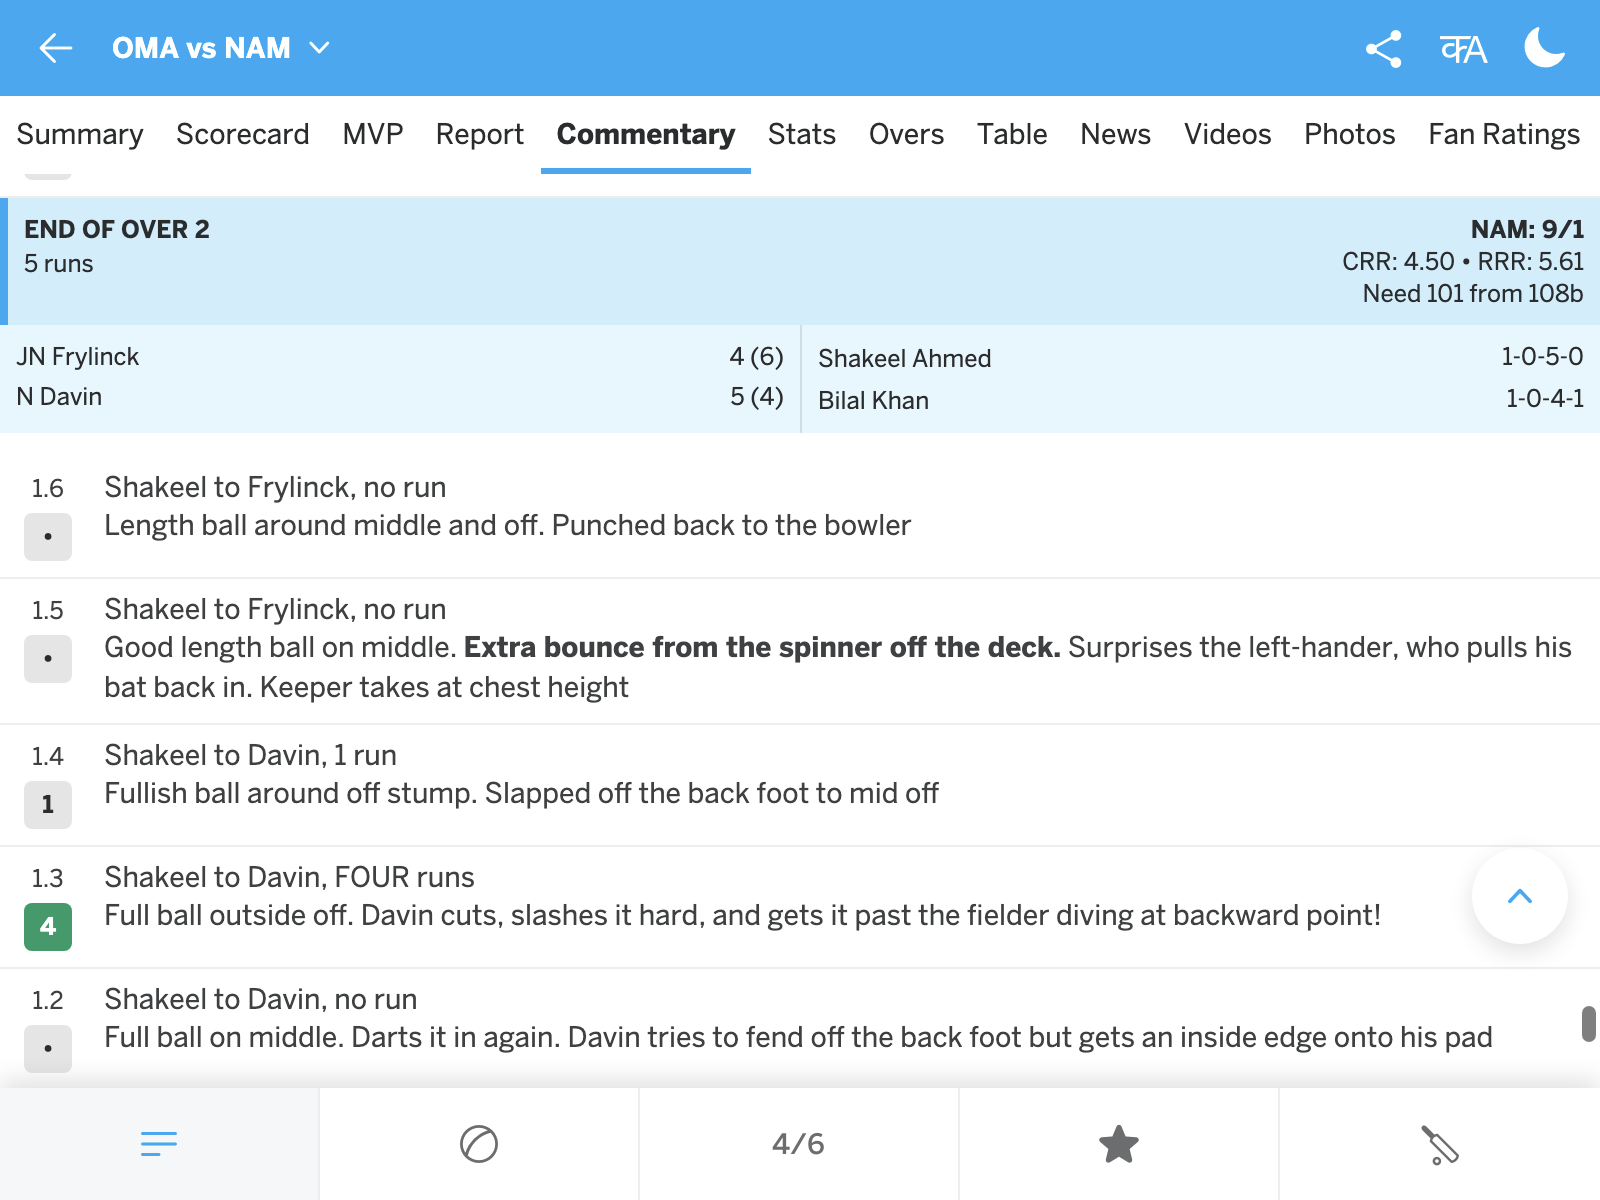 OMA vs NAM
क A
Summary Scorecard MVP Report Commentary Stats Overs Table News Videos Photos Fan Ratings
END OF OVER 2
5 runs
NAM: 9/1
CRR: 4.50 • RRR: 5.61
Need 101 from 108b
JN Frylinck 4 (6)
N Davin 5 (4)
Shakeel Ahmed 1-0-5-0
Bilal Khan 1-0-4-1
1.6
•
Shakeel to Frylinck, no run
Length ball around middle and off. Punched back to the bowler
1.5
•
Shakeel to Frylinck, no run
Good length ball on middle. Extra bounce from the spinner off the deck. Surprises the left-hander, who pulls his
bat back in. Keeper takes at chest height
1.4
1
Shakeel to Davin, 1 run
Fullish ball around off stump. Slapped off the back foot to mid off
1.3
4
Shakeel to Davin, FOUR runs
Full ball outside off. Davin cuts, slashes it hard, and gets it past the fielder diving at backward point!
1.2
•
Shakeel to Davin, no run
Full ball on middle. Darts it in again. Davin tries to fend off the back foot but gets an inside edge onto his pad
4/6